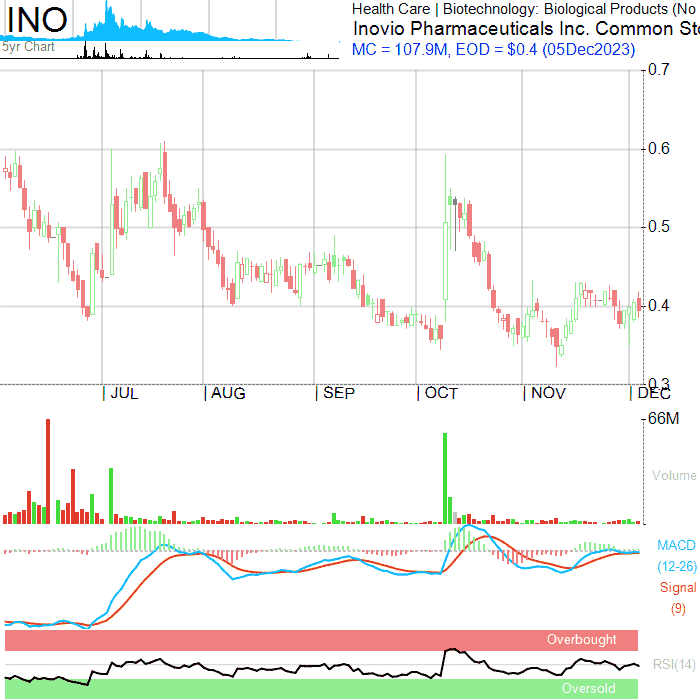 INO
5yr Chart
Health Care | Biotechnology: Biological Products (No
Inovio Pharmaceuticals Inc. Common Sto
MC = 107.9M, EOD = $0.4 (05Dec2023)
0.7
0.6
0.5
0.4
0.3
| JUL | AUG | SEP | OCT | NOV | DEC
66M
Volume
MACD
(12-26)
Signal
(9)
Overbought
RSI(14)
Oversold